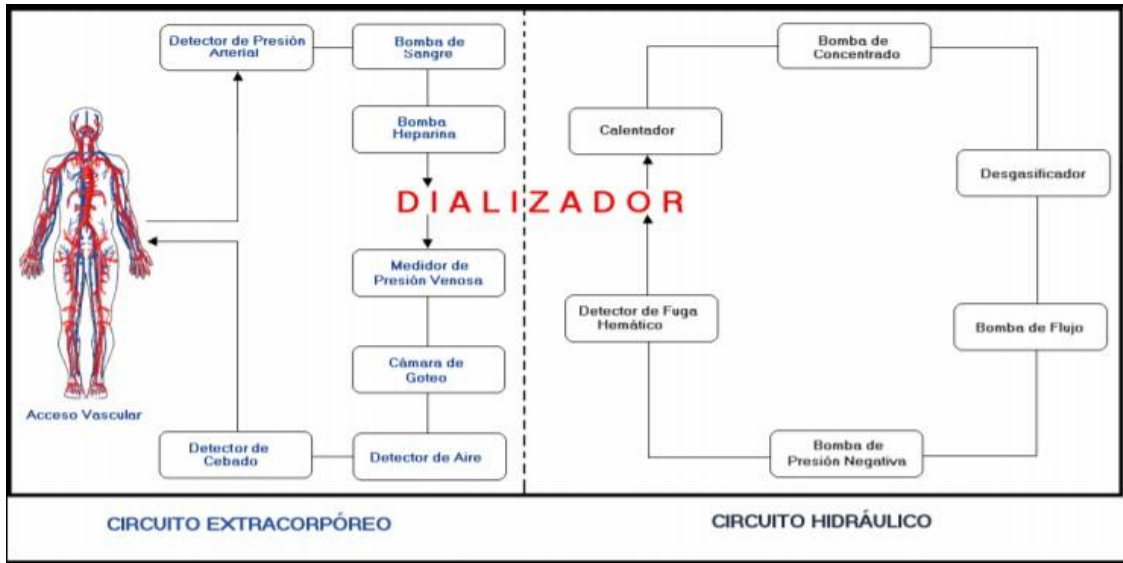 Detector de Presión
Arterial
Bomba de
Sangre
Bomba
Heparina
DIALIZADOR
Medidor de
Presión Venosa
Cámara de
Goteo
Detector de Aire
Detector de
Cebado
Acceso Vascular
Bomba de
Concentrado
Calentador
Desgasificador
Detector de Fuga
Hemático
Bomba de Flujo
Bomba de
Presión Negativa
CIRCUITO EXTRACORPÓREO
CIRCUITO HIDRÁULICO